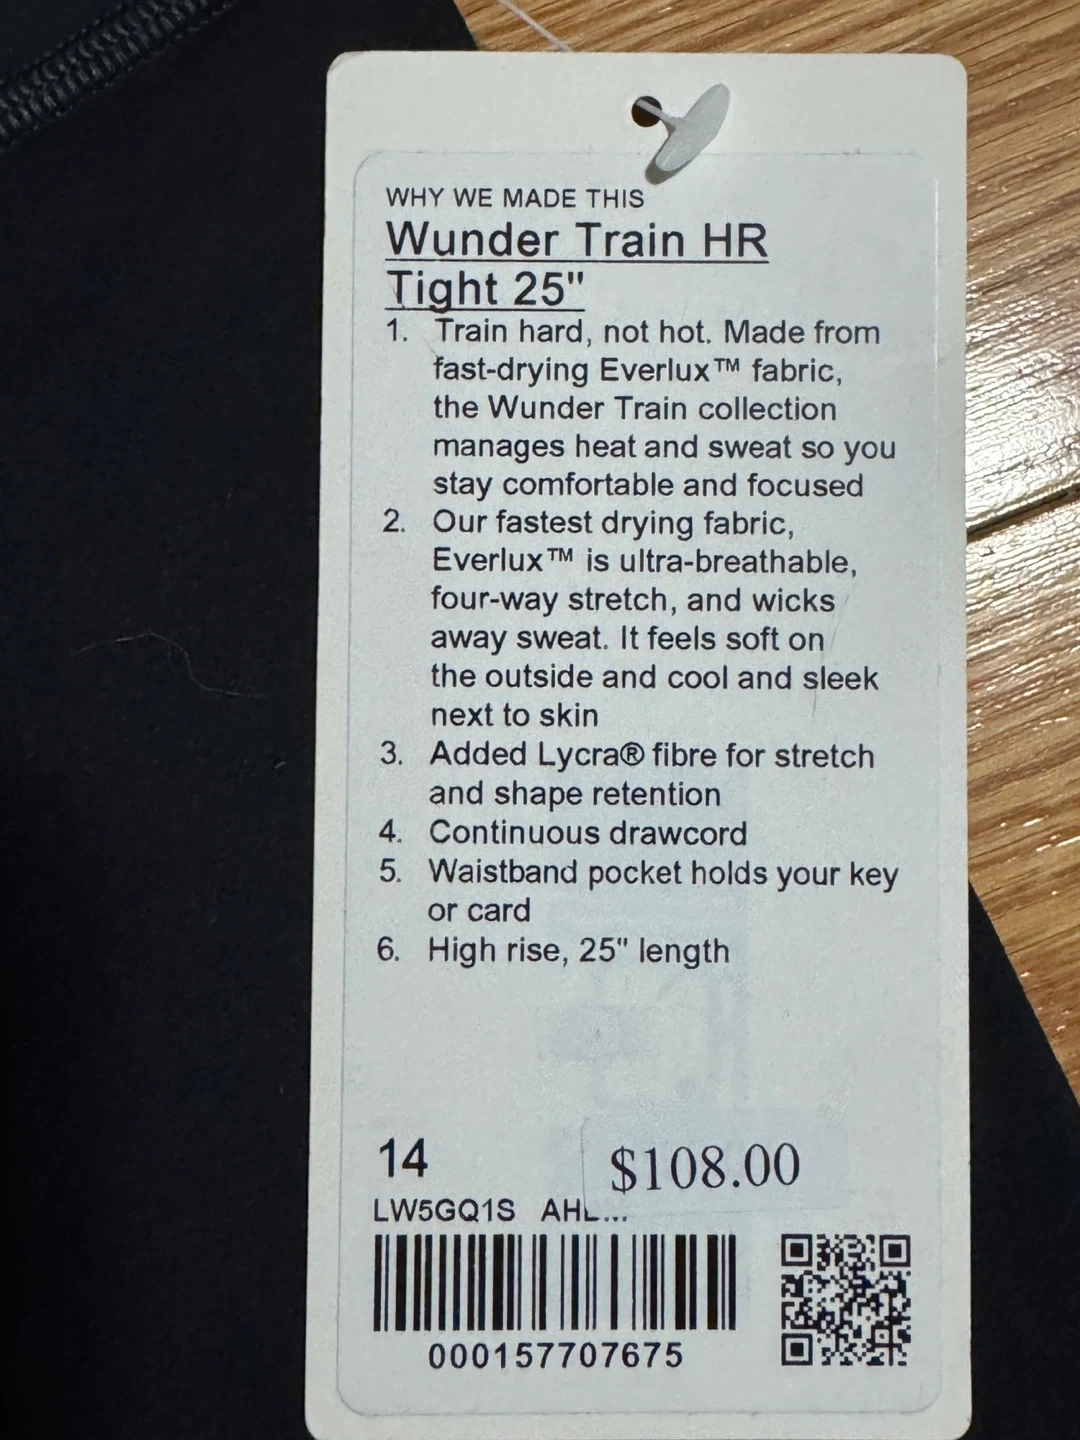 WHY WE MADE THIS
Wunder Train HR
Tight 25"
1. Train hard, not hot. Made from
fast-drying Everlux™ fabric,
the Wunder Train collection
manages heat and sweat so you
stay comfortable and focused
2. Our fastest drying fabric,
Everlux™ is ultra-breathable,
four-way stretch, and wicks
away sweat. It feels soft on
the outside and cool and sleek
next to skin
3. Added Lycra® fibre for stretch
and shape retention
4. Continuous drawcord
5. Waistband pocket holds your key
or card
6. High rise, 25" length
14
$108.00
LW5GQ1S
000157707675